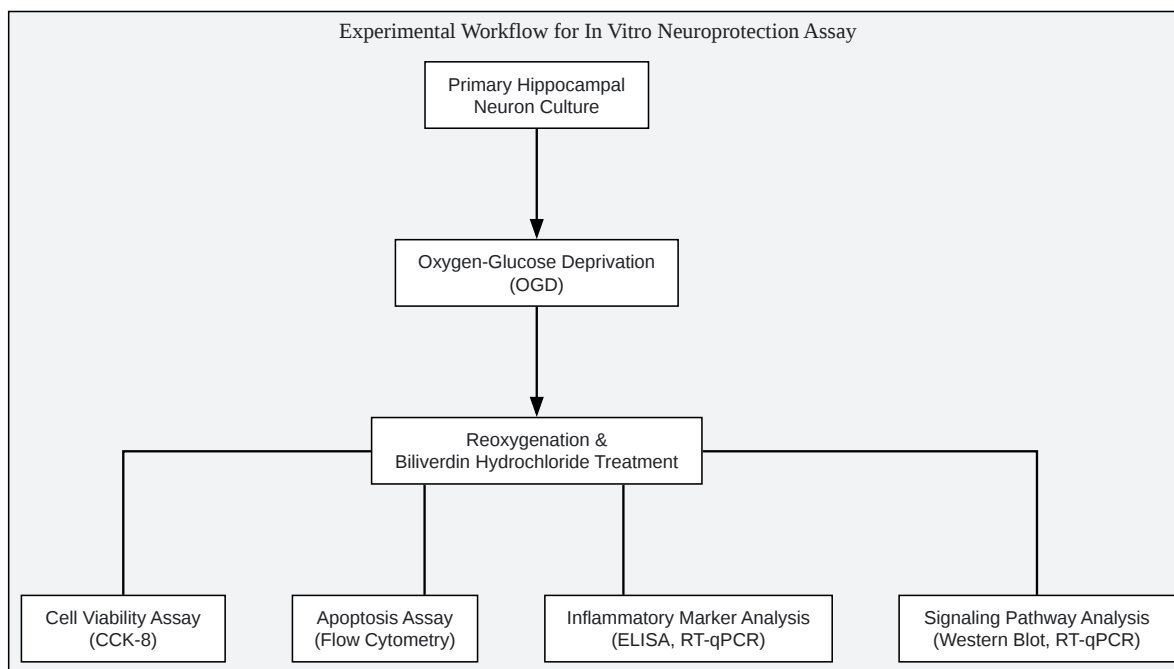 Experimental Workflow for In Vitro Neuroprotection Assay
Primary Hippocampal
Neuron Culture
Oxygen-Glucose Deprivation
(OGD)
Reoxygenation &
Biliverdin Hydrochloride Treatment
Cell Viability Assay
(CCK-8)
Apoptosis Assay
(Flow Cytometry)
Inflammatory Marker Analysis
(ELISA, RT-qPCR)
Signaling Pathway Analysis
(Western Blot, RT-qPCR)